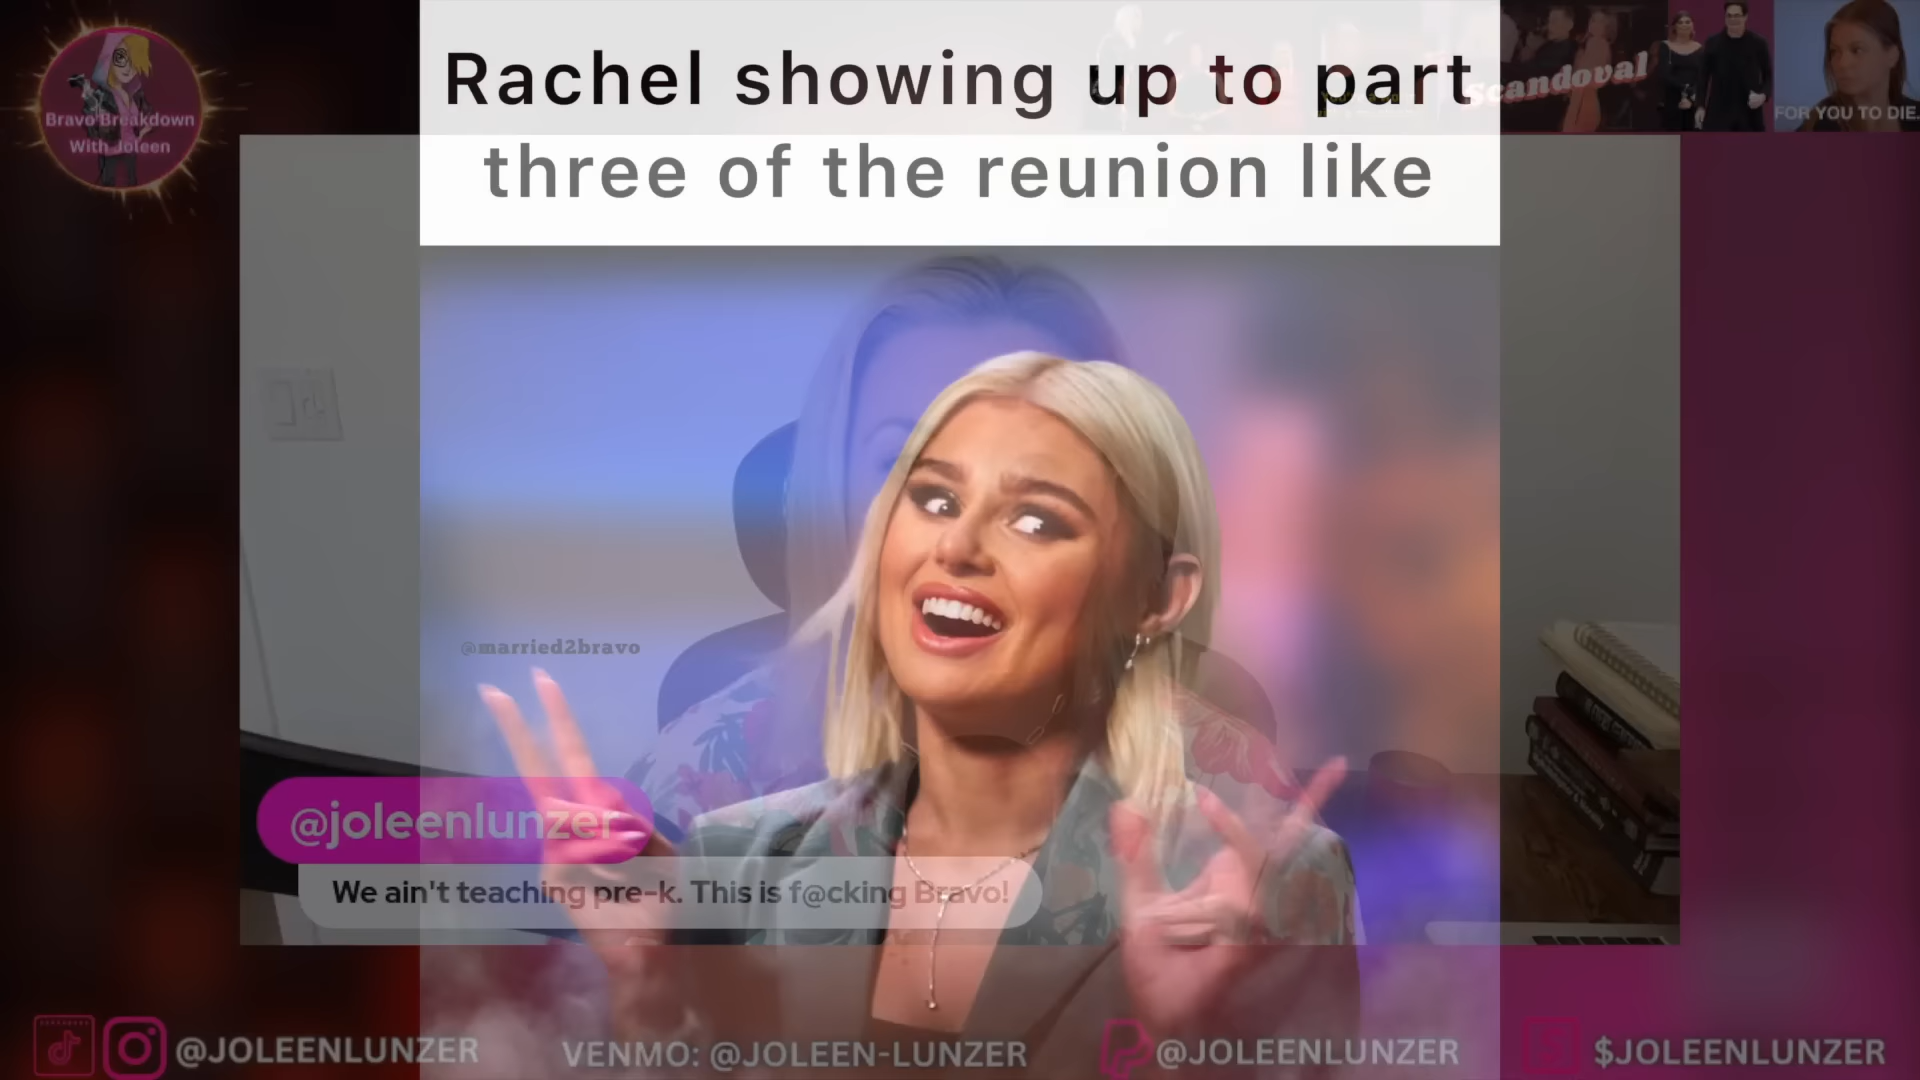 Rachel showing up to part
three of the reunion like
Bravo Breakdown
With Joleen
scandoval
FOR YOU TO DIE.
@married2bravo
@joleenlunzer
We ain't teaching pre-k. This is f@cking Bravo!
@JOLEENLUNZER
VENMO: @JOLEEN-LUNZER
@JOLEENLUNZER
$JOLEENLUNZER